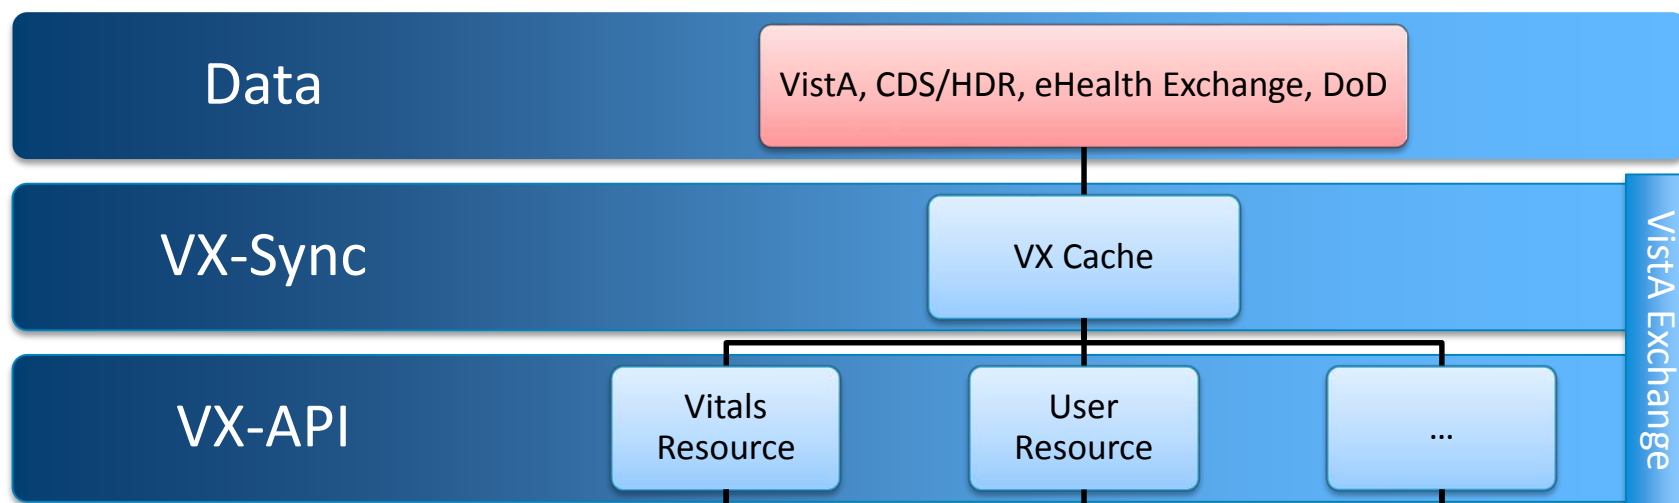 Data
VistA, CDS/HDR, eHealth Exchange, DoD
VX-Sync
VX Cache
VistA Exchange
VX-API
Vitals
Resource
User
Resource
...